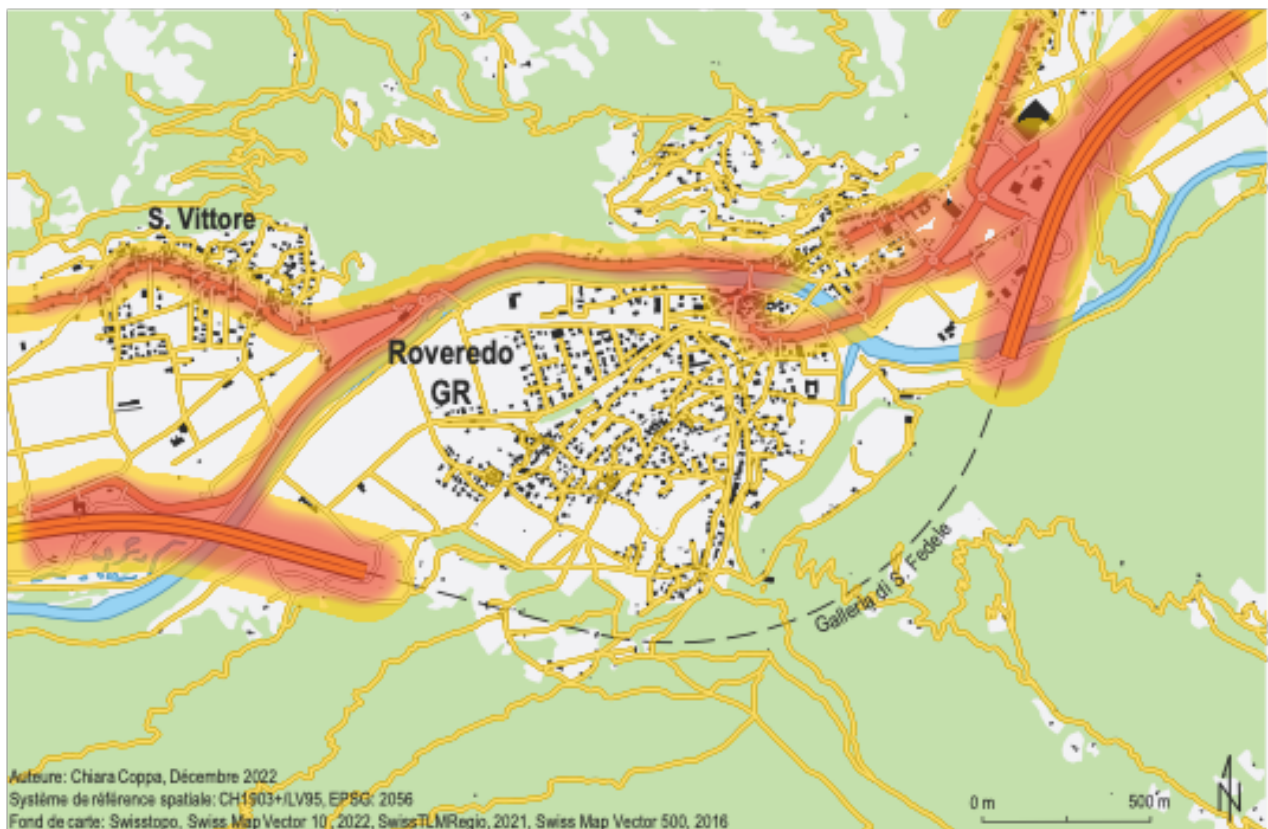 S. Vittore
Roveredo
GR
Galleria di S. Fedele
Auteure: Chiara Coppa, Décembre 2022
Système de référence spatiale: CH1903+/LV95, EPSG: 2056
Fond de carte: Swisstopo, Swiss Map Vector 10, 2022, SwissTLMRegio, 2021, Swiss Map Vector 500, 2016
0 m 500 m
N